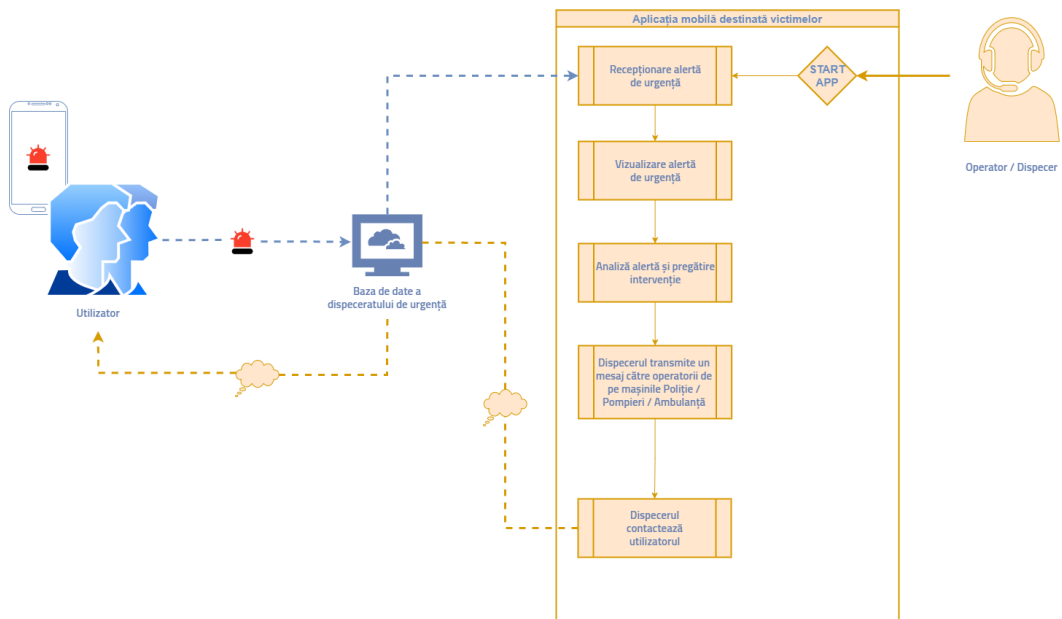 Aplicația mobilă destinată victimelor
Recepționare alertă
de urgență
START
APP
Operator / Dispecer
Vizualizare alertă
de urgență
Analiză alertă și pregătire
intervenție
Baza de date a
dispeceratului de urgență
Utilizator
Dispecerul transmite un
mesaj către operatorii de
pe mașinile Poliție /
Pompieri / Ambulanță
Dispecerul
contactează
utilizatorul